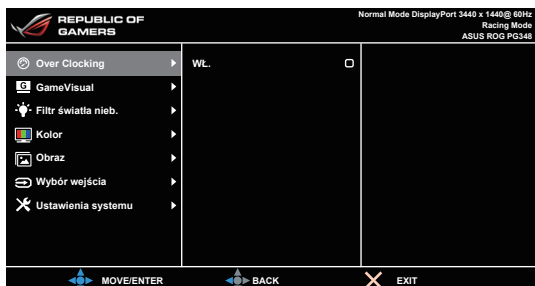 REPUBLIC OF
GAMERS
Normal Mode DisplayPort 3440 x 1440@ 60Hz
Racing Mode
ASUS ROG PG348
Over Clocking
WŁ.
GameVisual
Filtr światła nieb.
Kolor
Obraz
Wybór wejścia
Ustawienia systemu
MOVE/ENTER
BACK
EXIT